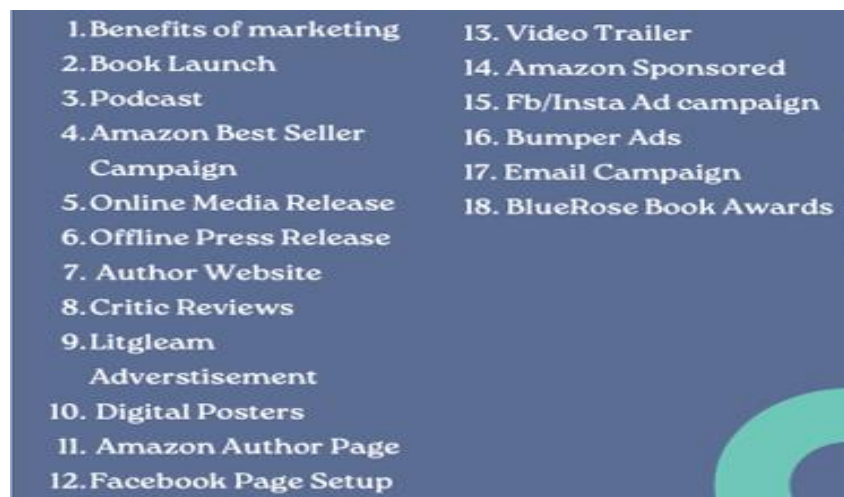 1. Benefits of marketing
2. Book Launch
3. Podcast
4. Amazon Best Seller
Campaign
5. Online Media Release
6. Offline Press Release
7. Author Website
8. Critic Reviews
9. Litgleam
Adverstisement
10. Digital Posters
11. Amazon Author Page
12. Facebook Page Setup
13. Video Trailer
14. Amazon Sponsored
15. Fb/Insta Ad campaign
16. Bumper Ads
17. Email Campaign
18. BlueRose Book Awards